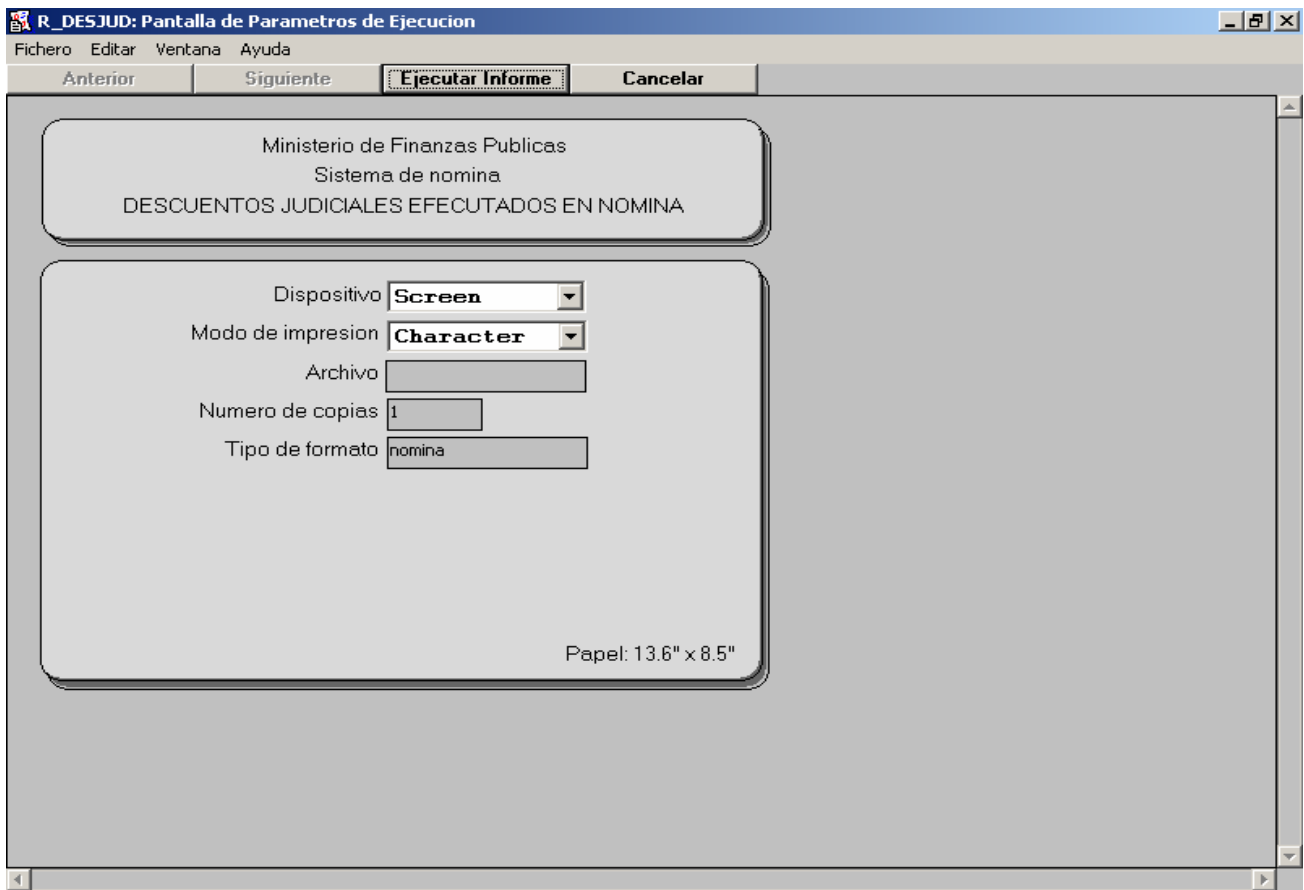 R_DESJUD: Pantalla de Parametros de Ejecucion
Fichero Editar Ventana Ayuda
Anterior Siguiente Ejecutar Informe Cancelar
Ministerio de Finanzas Publicas
Sistema de nomina
DESCUENTOS JUDICIALES EFECUTADOS EN NOMINA
Dispositivo Screen
Modo de impresion Character
Archivo
Numero de copias 1
Tipo de formato nomina
Papel: 13.6" x 8.5"